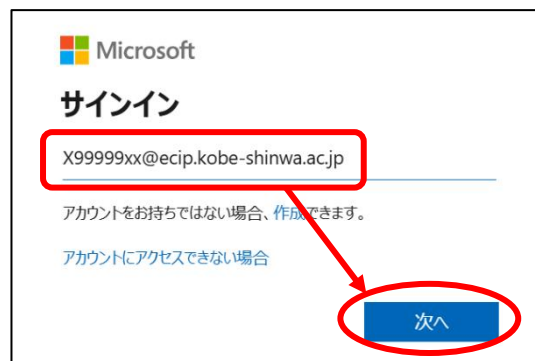 Microsoft
サインイン
X99999xx@ecip.kobe-shinwa.ac.jp
アカウントをお持ちではない場合、作成できます。
アカウントにアクセスできない場合
次へ